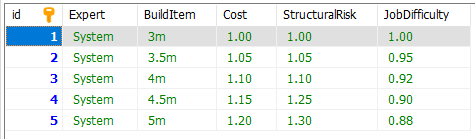 id Expert BuildItem Cost StructuralRisk JobDifficulty
1 System 3m 1.00 1.00 1.00
2 System 3.5m 1.05 1.05 0.95
3 System 4m 1.10 1.10 0.92
4 System 4.5m 1.15 1.25 0.90
5 System 5m 1.20 1.30 0.88